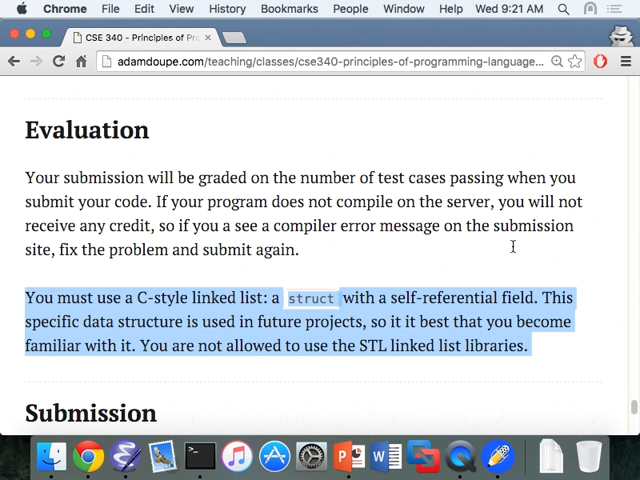 Chrome File Edit View History Bookmarks People Window Help Wed 9:21 AM
CSE 340 - Principles of Pro
adamdoupe.com/teaching/classes/cse340-principles-of-programming-language...
Evaluation
Your submission will be graded on the number of test cases passing when you
submit your code. If your program does not compile on the server, you will not
receive any credit, so if you a see a compiler error message on the submission
site, fix the problem and submit again.
You must use a C-style linked list: a struct with a self-referential field. This
specific data structure is used in future projects, so it it best that you become
familiar with it. You are not allowed to use the STL linked list libraries.
Submission